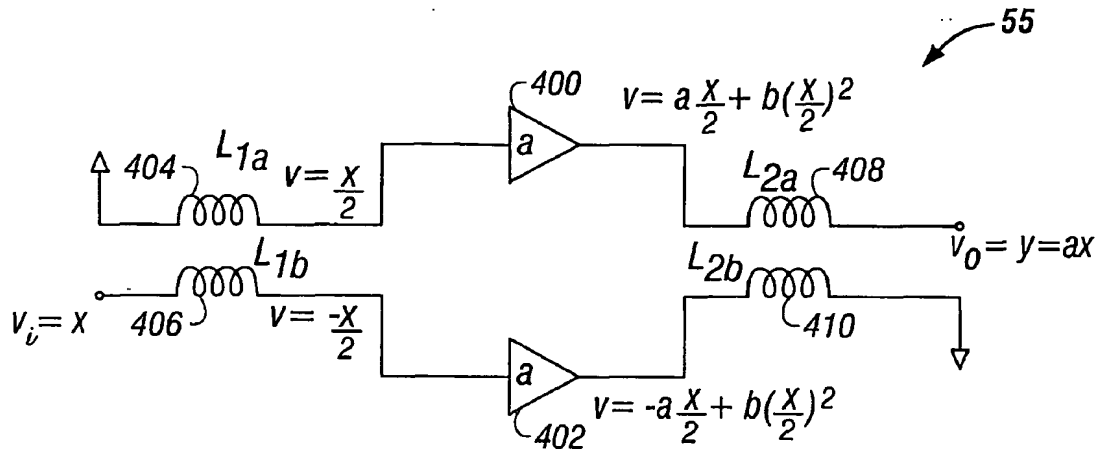 55
400
v= a x/2 + b(x/2)²
L1a
404
v= x/2
a
L2a
408
vo= y=ax
L1b
L2b
vi= x
406
v= -x/2
410
a
402
v= -a x/2 + b(x/2)²